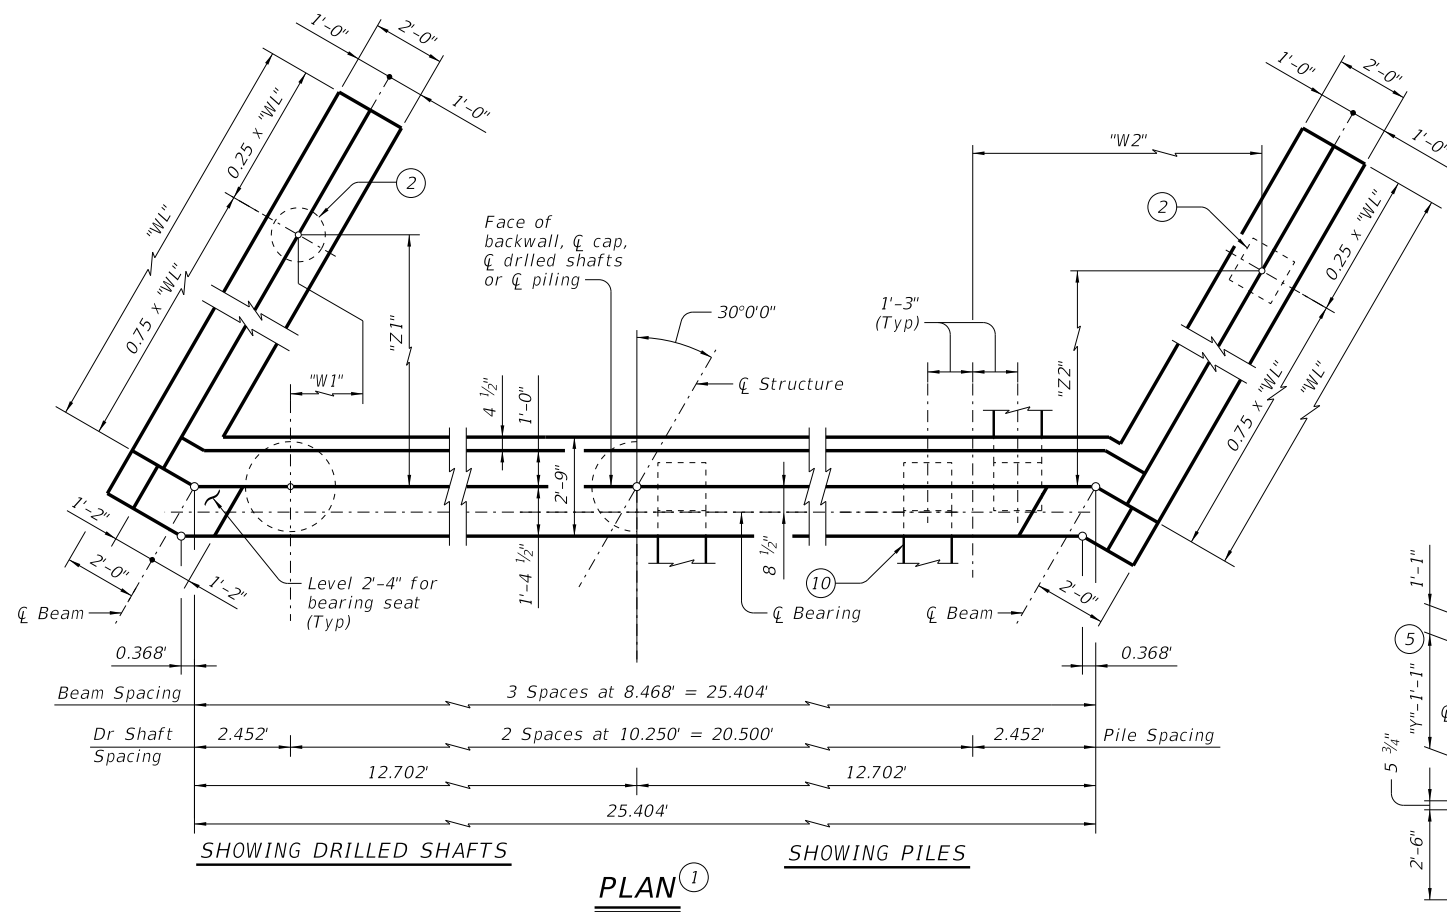 1'-0"
2'-0"
1'-0"
0.25 x "WL"
"WL"
0.75 x "WL"
2
"Z1"
"W1"
Face of
backwall, ℄ cap,
℄ drlled shafts
or ℄ piling
30°0'0"
℄ Structure
4 ½"
1'-0"
2'-9"
1'-4 ½"
8 ½"
1'-3"
(Typ)
"W2"
2
"Z2"
1'-0"
2'-0"
1'-0"
0.25 x "WL"
0.75 x "WL"
"WL"
1'-2"
2'-0"
1'-2"
℄ Beam
Level 2'-4" for
bearing seat
(Typ)
10
℄ Bearing
℄ Beam
2'-0"
0.368'
0.368'
Beam Spacing
3 Spaces at 8.468' = 25.404'
Dr Shaft
Spacing
2.452'
2 Spaces at 10.250' = 20.500'
2.452'
Pile Spacing
12.702'
12.702'
25.404'
SHOWING DRILLED SHAFTS
SHOWING PILES
PLAN 1
1'-1"
5
"Y"-1'-1"
℄
5 ¾"
2'-6"